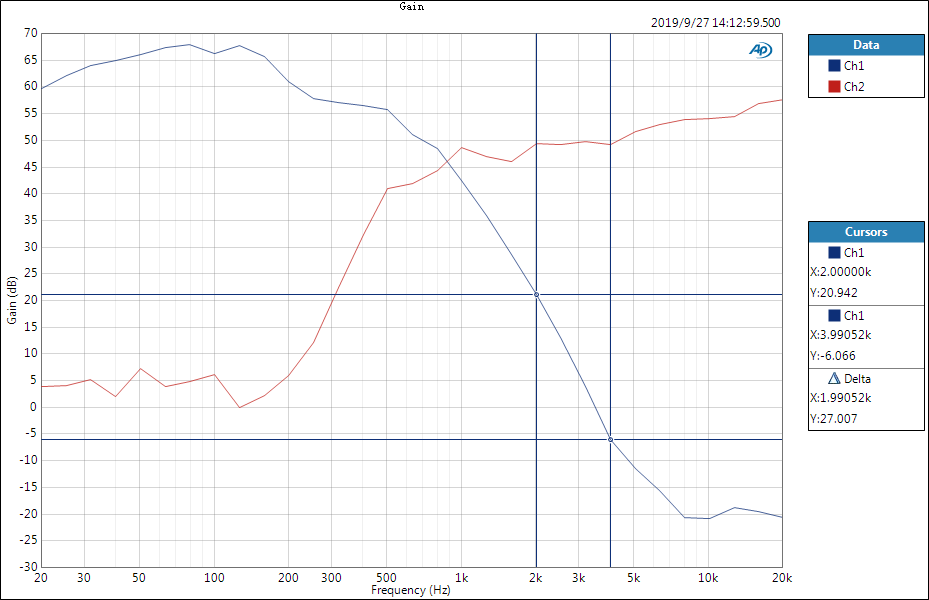 Gain
2019/9/27 14:12:59.500
AP
70
65
60
55
50
45
40
35
30
25
20
15
10
5
0
-5
-10
-15
-20
-25
-30
Gain (dB)
20 30 50 100 200 300 500 1k 2k 3k 5k 10k 20k
Frequency (Hz)
Data
Ch1
Ch2
Cursors
Ch1
X:2.00000k
Y:20.942
Ch1
X:3.99052k
Y:-6.066
Delta
X:1.99052k
Y:27.007